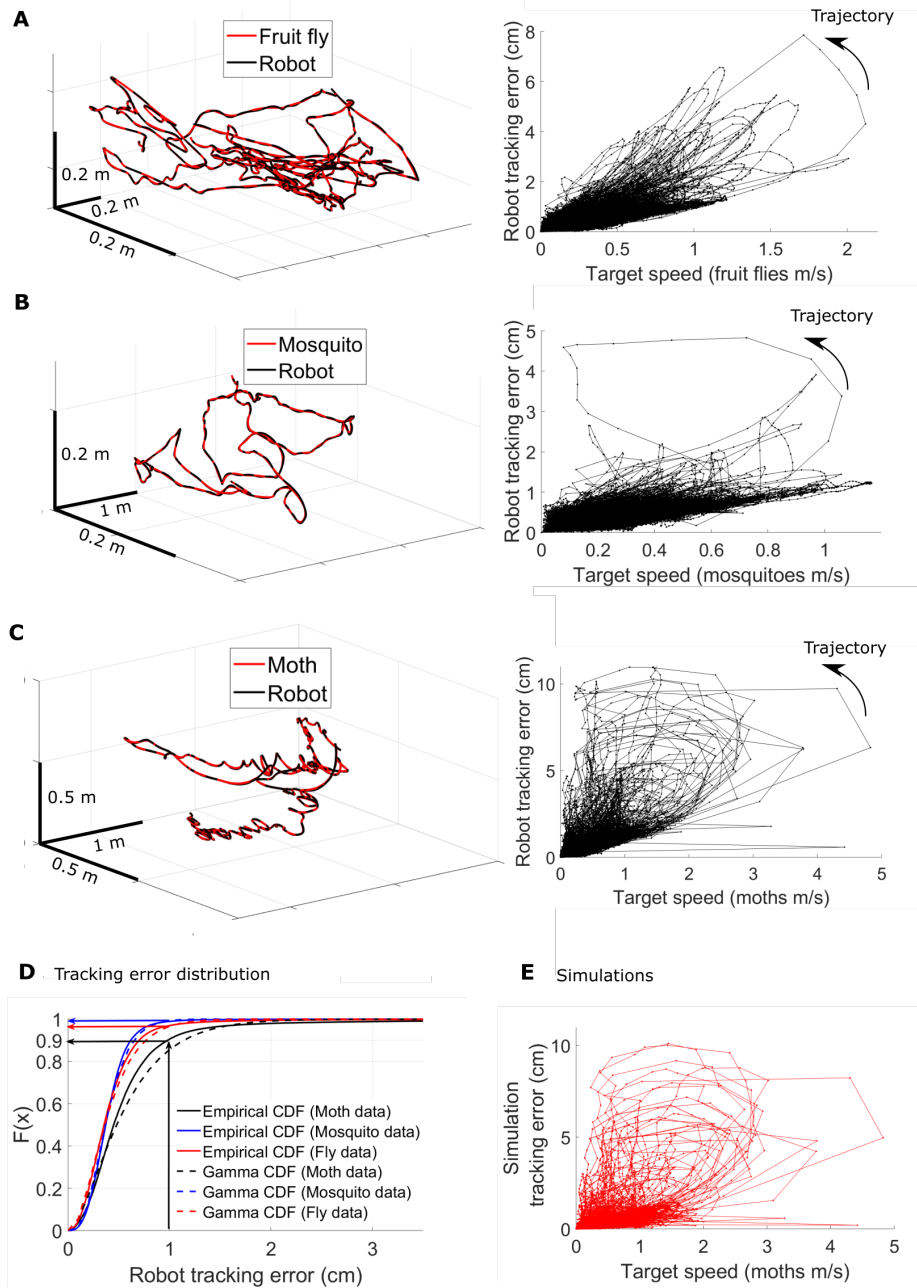 A
Fruit fly
Robot
0.2 m
0.2 m
0.2 m
Trajectory
Robot tracking error (cm)
8
6
4
2
0
0 0.5 1 1.5 2
Target speed (fruit flies m/s)
B
Mosquito
Robot
0.2 m
1 m
0.2 m
Trajectory
Robot tracking error (cm)
5
4
3
2
1
0
0 0.2 0.4 0.6 0.8 1
Target speed (mosquitoes m/s)
C
Moth
Robot
0.5 m
1 m
0.5 m
Trajectory
Robot tracking error (cm)
10
5
0
0 1 2 3 4 5
Target speed (moths m/s)
D Tracking error distribution
F(x)
1
0.9
0.8
0.6
0.4
0.2
0
Empirical CDF (Moth data)
Empirical CDF (Mosquito data)
Empirical CDF (Fly data)
Gamma CDF (Moth data)
Gamma CDF (Mosquito data)
Gamma CDF (Fly data)
0 1 2 3
Robot tracking error (cm)
E Simulations
Simulation
tracking error (cm)
10
5
0
0 1 2 3 4 5
Target speed (moths m/s)